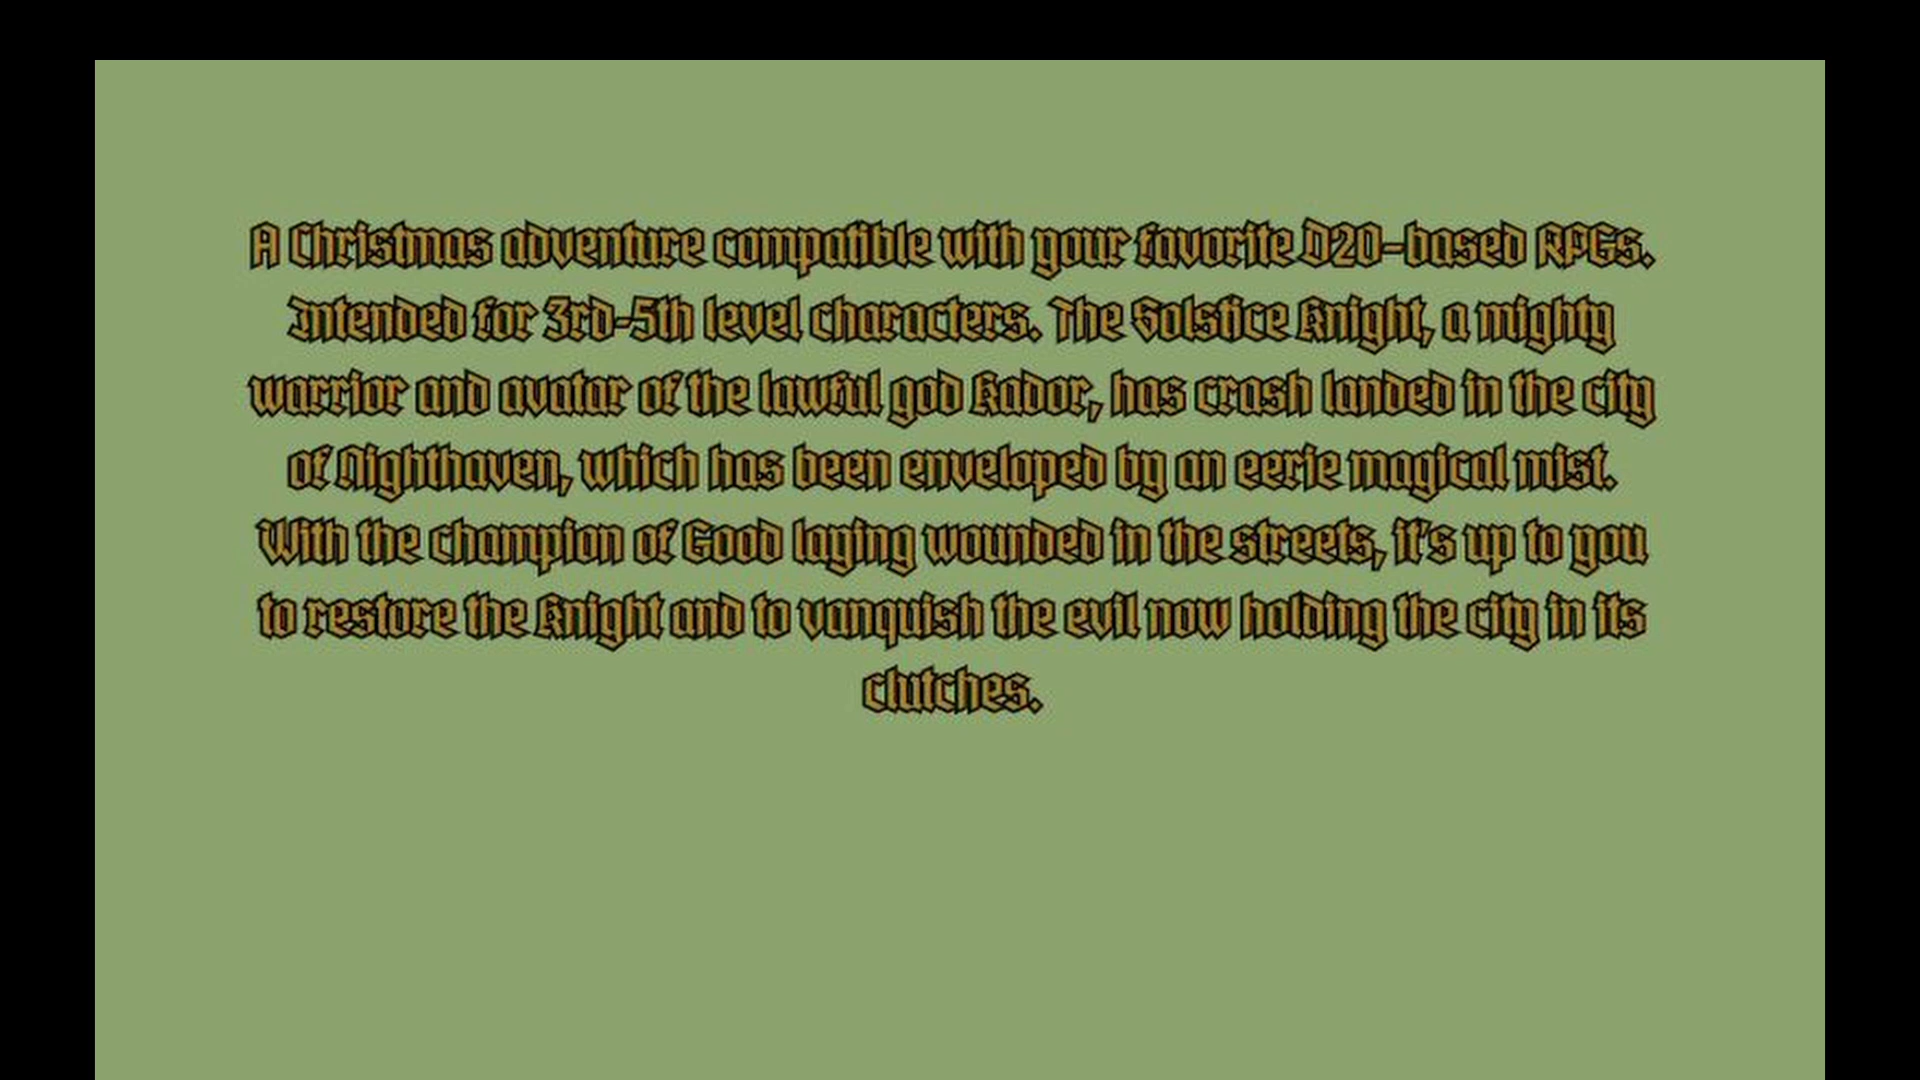 A Christmas adventure compatible with your favorite D20-based RPGs.
Intended for 3rd-5th level characters. The Solstice Knight, a mighty
warrior and avatar of the lawful god Kador, has crash landed in the city
of Nighthaven, which has been enveloped by an eerie magical mist.
With the champion of Good laying wounded in the streets, it's up to you
to restore the Knight and to vanquish the evil now holding the city in its
clutches.